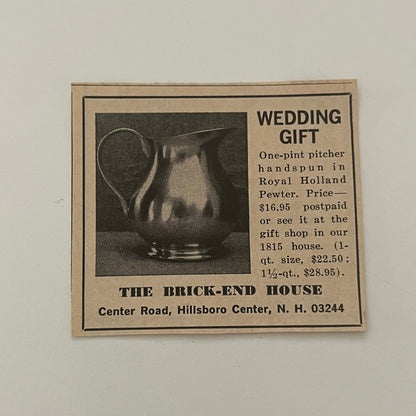 WEDDING
GIFT
One-pint pitcher
handspun in
Royal Holland
Pewter. Price—
$16.95 postpaid
or see it at the
gift shop in our
1815 house. (1-
qt. size, $22.50;
1½-qt., $28.95).
THE BRICK-END HOUSE
Center Road, Hillsboro Center, N. H. 03244